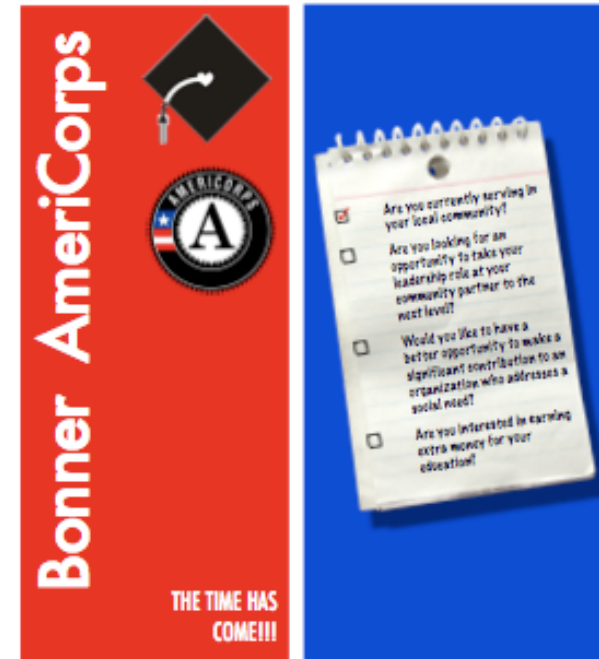 Bonner AmeriCorps
AMERICORPS
A
THE TIME HAS
COME!!!
Are you currently serving in
your local community?
Are you looking for an
opportunity to take your
leadership role at your
community partner to the
next level?
Would you like to have a
better opportunity to make a
significant contribution to an
organization who addresses a
social need?
Are you interested in earning
extra money for your
education?